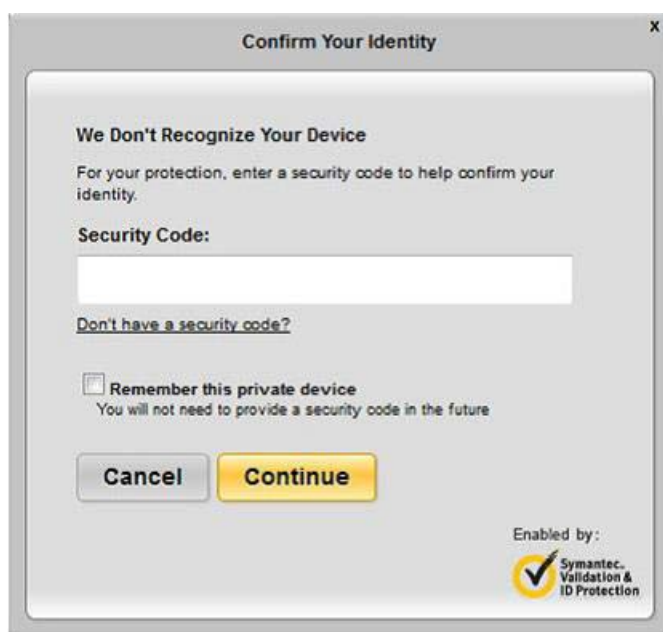 Confirm Your Identity
x
We Don't Recognize Your Device
For your protection, enter a security code to help confirm your
identity.
Security Code:
Don't have a security code?
Remember this private device
You will not need to provide a security code in the future
Cancel
Continue
Enabled by:
Symantec.
Validation &
ID Protection